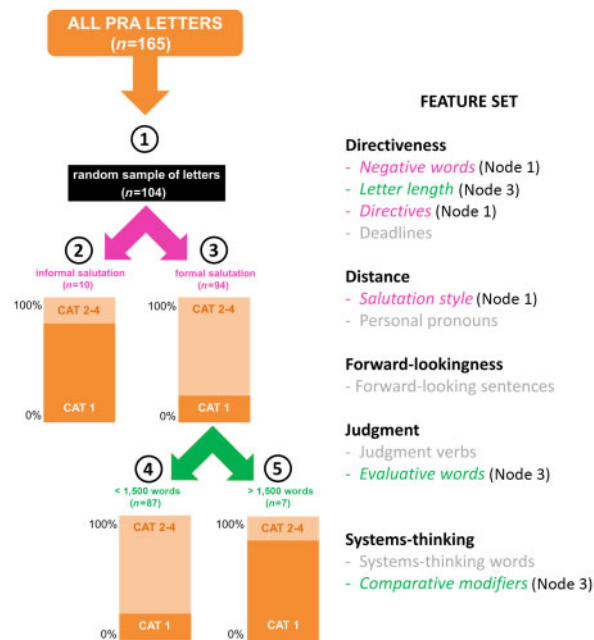 ALL PRA LETTERS
(n=165)
1
random sample of letters
(n=104)
2
3
informal salutation
(n=10)
formal salutation
(n=94)
100%
CAT 2-4
CAT 1
0%
100%
CAT 2-4
CAT 1
0%
4
5
< 1,500 words
(n=87)
> 1,500 words
(n=7)
100%
CAT 2-4
CAT 1
0%
100%
CAT 2-4
CAT 1
0%
FEATURE SET
Directiveness
- Negative words (Node 1)
- Letter length (Node 3)
- Directives (Node 1)
- Deadlines
Distance
- Salutation style (Node 1)
- Personal pronouns
Forward-lookingness
- Forward-looking sentences
Judgment
- Judgment verbs
- Evaluative words (Node 3)
Systems-thinking
- Systems-thinking words
- Comparative modifiers (Node 3)